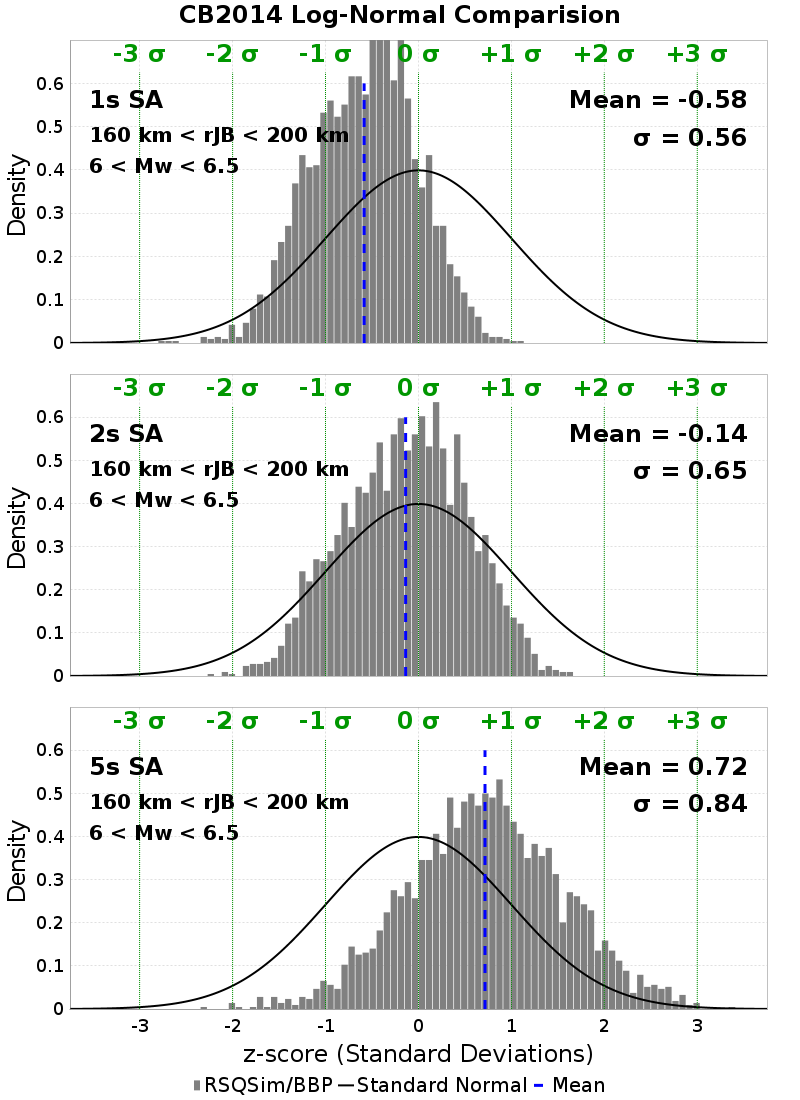 CB2014 Log-Normal Comparision
-3 σ -2 σ -1 σ 0 σ +1 σ +2 σ +3 σ
1s SA
160 km < rJB < 200 km
6 < Mw < 6.5
Mean = -0.58
σ = 0.56
Density
0.6
0.5
0.4
0.3
0.2
0.1
0
-3 σ -2 σ -1 σ 0 σ +1 σ +2 σ +3 σ
2s SA
160 km < rJB < 200 km
6 < Mw < 6.5
Mean = -0.14
σ = 0.65
Density
0.6
0.5
0.4
0.3
0.2
0.1
0
-3 σ -2 σ -1 σ 0 σ +1 σ +2 σ +3 σ
5s SA
160 km < rJB < 200 km
6 < Mw < 6.5
Mean = 0.72
σ = 0.84
Density
0.6
0.5
0.4
0.3
0.2
0.1
0
-3 -2 -1 0 1 2 3
z-score (Standard Deviations)
RSQSim/BBP Standard Normal Mean